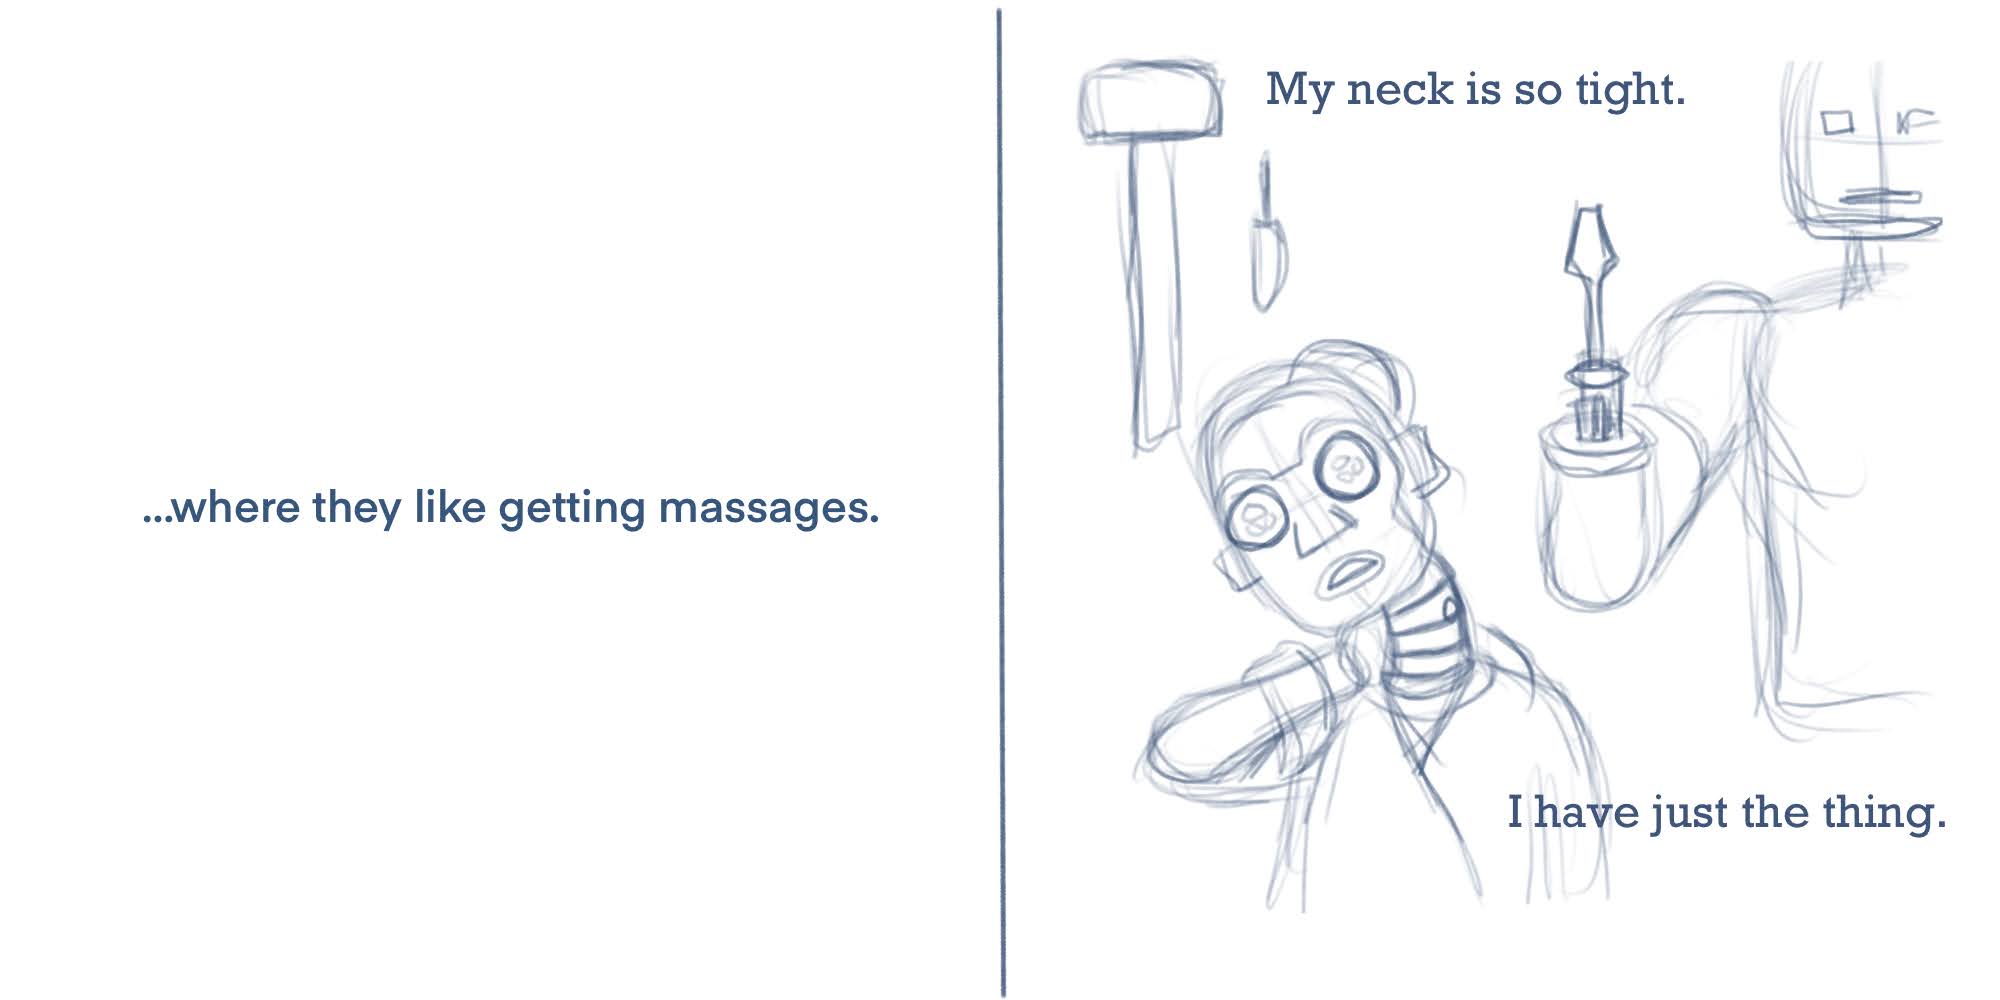 ...where they like getting massages.
My neck is so tight.
I have just the thing.